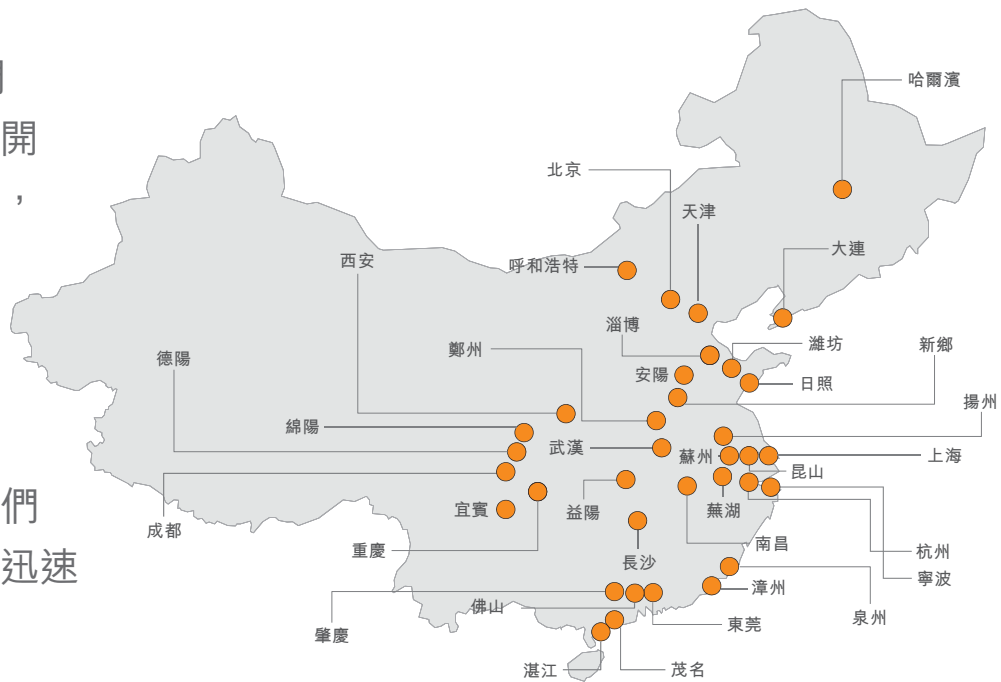 開
，
們
迅速
哈爾濱
北京
天津
大連
西安
呼和浩特
淄博
濰坊
新鄉
鄭州
德陽
安陽
日照
揚州
綿陽
武漢
蘇州
上海
昆山
宜賓
益陽
蕪湖
成都
重慶
長沙
南昌
杭州
寧波
漳州
佛山
泉州
肇慶
東莞
湛江
茂名